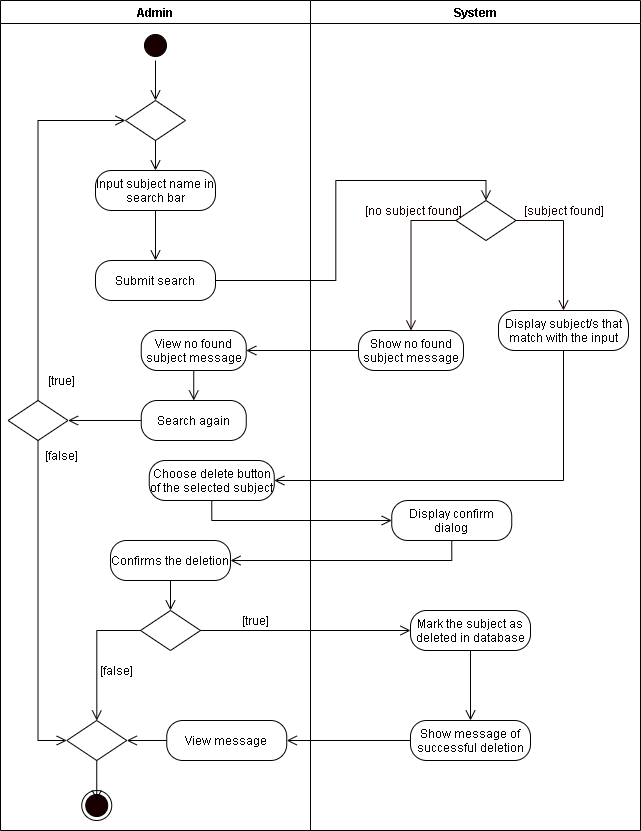 Admin
System
Input subject name in
search bar
[no subject found]
[subject found]
Submit search
Display subject/s that
match with the input
View no found
subject message
Show no found
subject message
[true]
Search again
[false]
Choose delete button
of the selected subject
Display confirm
dialog
Confirms the deletion
[true]
Mark the subject as
deleted in database
[false]
View message
Show message of
successful deletion